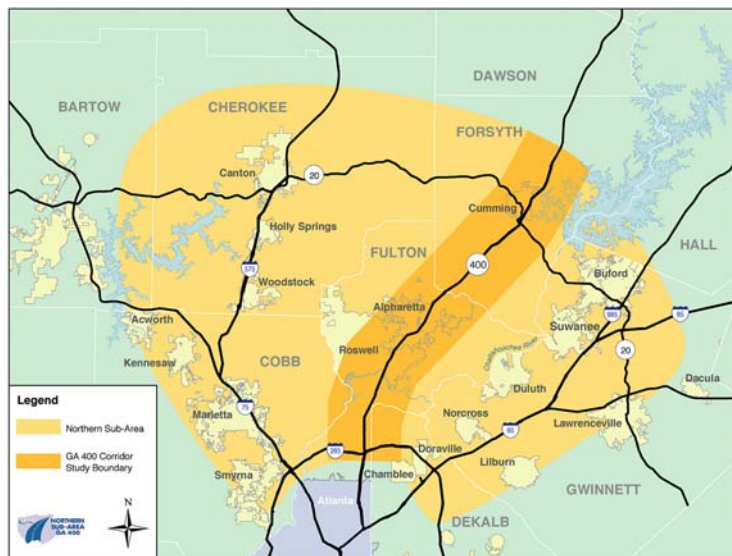 DAWSON
BARTOW
CHEROKEE
FORSYTH
Canton
20
Cumming
HALL
Holly Springs
FULTON
400
575
Buford
Woodstock
Alpharetta
985
85
Suwanee
Acworth
Chattahoochee River
Roswell
20
Kennesaw
COBB
Duluth
Dacula
Legend
Northern Sub-Area
GA 400 Corridor
Study Boundary
Marietta
75
Norcross
Lawrenceville
85
285
Doraville
Smyrna
Chamblee
Lilburn
Atlanta
GWINNETT
DEKALB
N
NORTHERN
SUB-AREA
GA 400